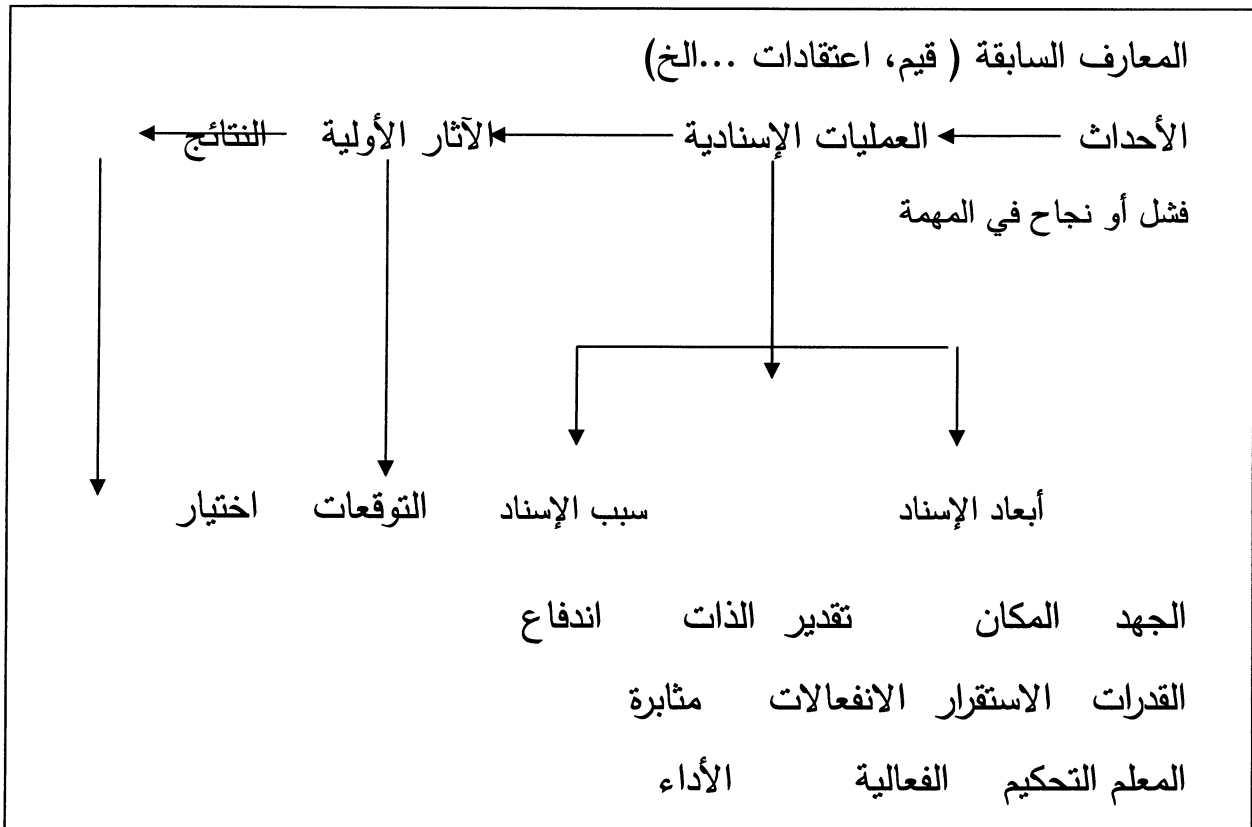 المعارف السابقة ( قيم، اعتقادات ...الخ)
الأحداث العمليات الإسنادية الآثار الأولية النتائج
فشل أو نجاح في المهمة
أبعاد الإسناد سبب الإسناد التوقعات اختيار
الجهد المكان تقدير الذات اندفاع
القدرات الاستقرار الانفعالات مثابرة
المعلم التحكيم الفعالية الأداء